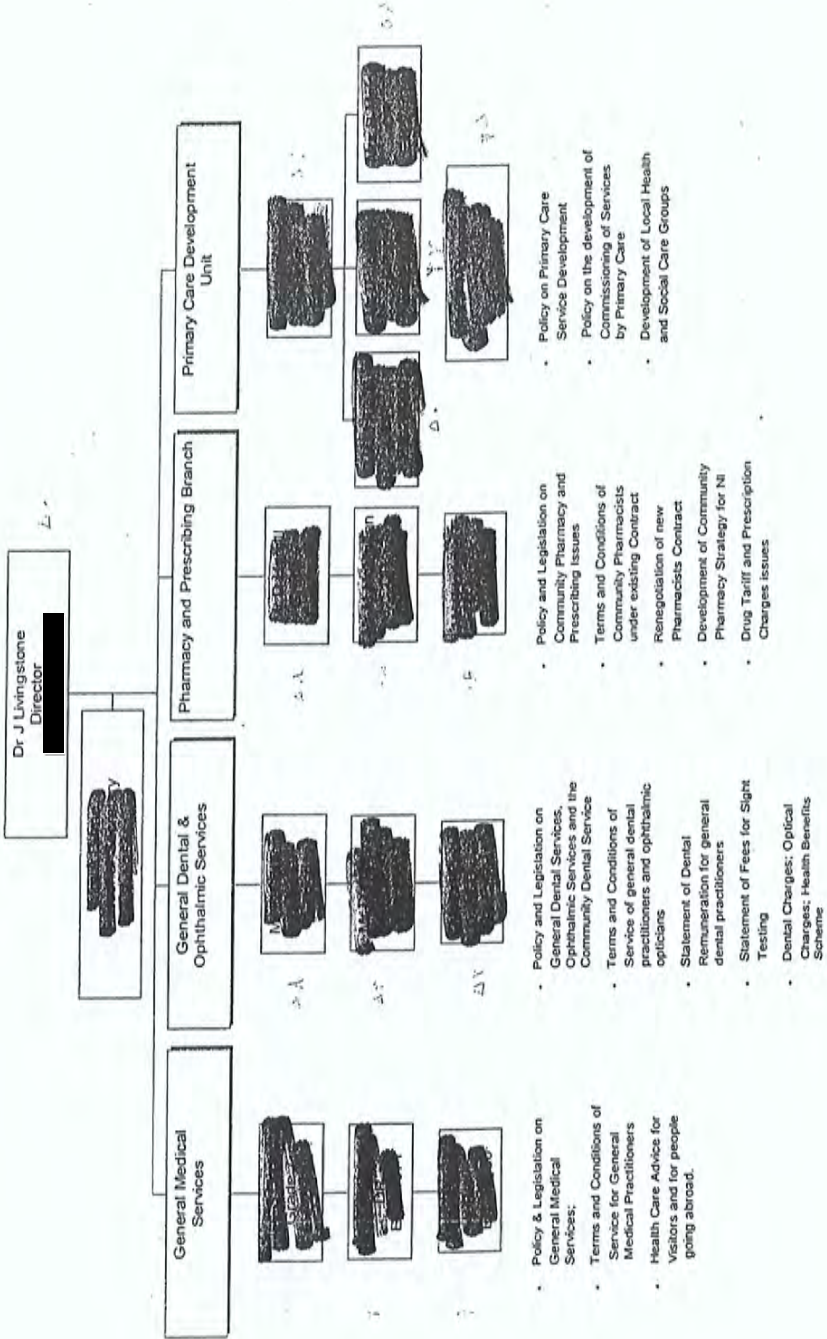 Dr J Livingstone
Director
General Medical
Services
General Dental &
Ophthalmic Services
Pharmacy and Prescribing Branch
Primary Care Development
Unit
• Policy & Legislation on
General Medical
Services;
• Terms and Conditions of
Service for General
Medical Practitioners
• Health Care Advice for
Visitors and for people
going abroad.
• Policy and Legislation on
General Dental Services,
Ophthalmic Services and the
Community Dental Service
• Terms and Conditions of
Service of general dental
practitioners and ophthalmic
opticians
• Statement of Dental
Remuneration for general
dental practitioners
• Statement of Fees for Sight
Testing
• Dental Charges; Optical
Charges; Health Benefits
Scheme
• Policy and Legislation on
Community Pharmacy and
Prescribing Issues
• Terms and Conditions of
Community Pharmacists
under existing Contract
• Renegotiation of new
Pharmacists Contract
• Development of Community
Pharmacy Strategy for NI
• Drug Tariff and Prescription
Charges issues
• Policy on Primary Care
Service Development
• Policy on the development of
Commissioning of Services
by Primary Care
• Development of Local Health
and Social Care Groups